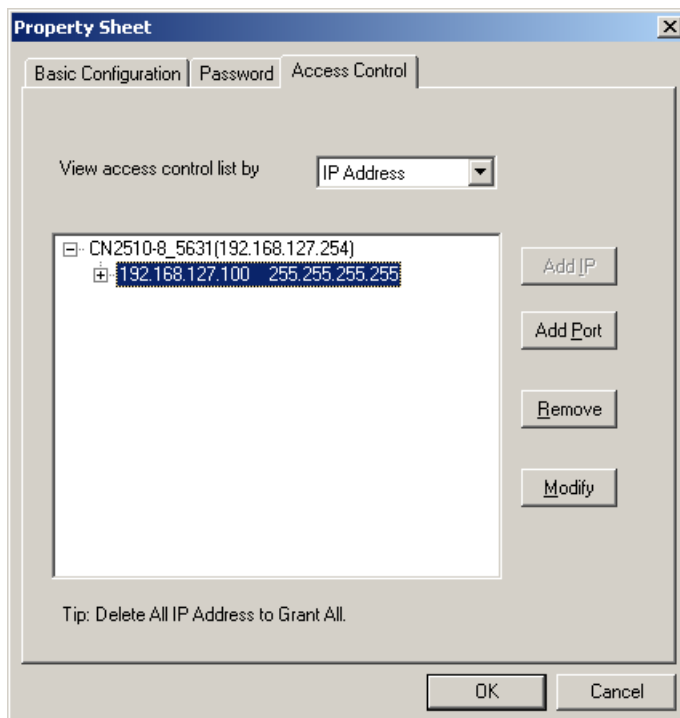 Property Sheet
Basic Configuration Password Access Control
View access control list by IP Address
CN2510-8_5631(192.168.127.254)
192.168.127.100 255.255.255.255
Add IP
Add Port
Remove
Modify
Tip: Delete All IP Address to Grant All.
OK Cancel